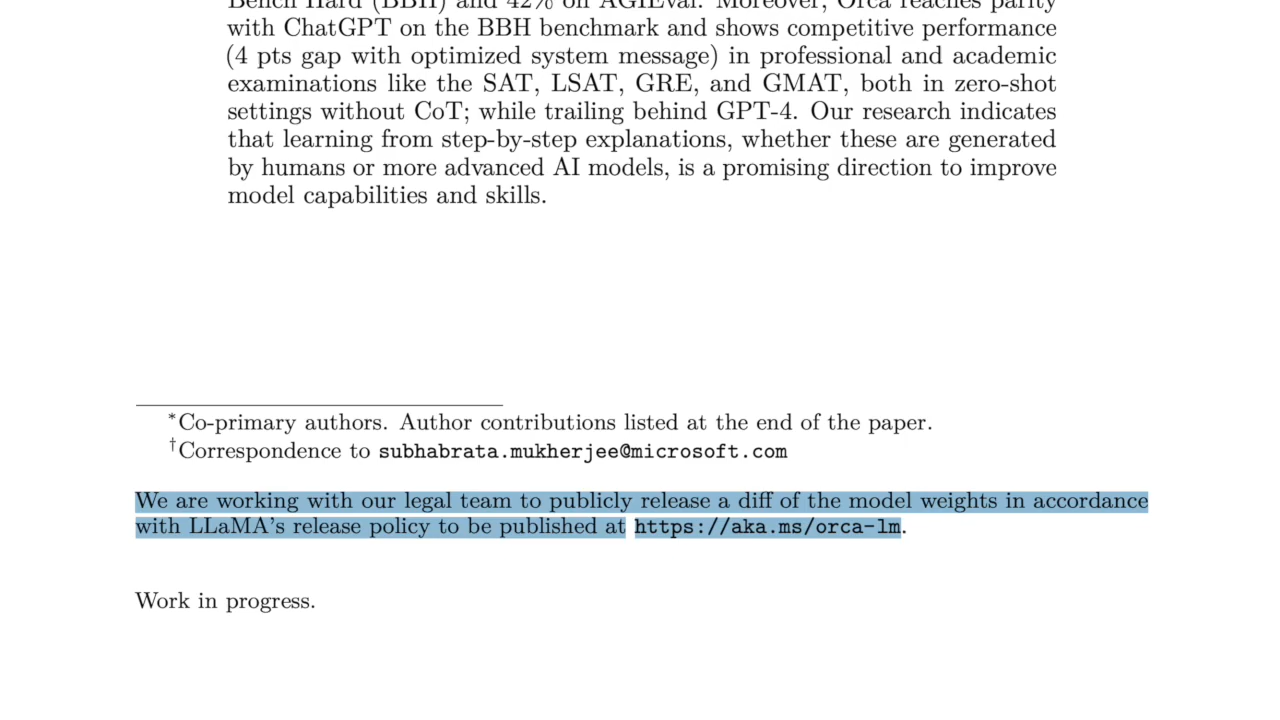 Bench Hard (BBH) and 42% on AGIEval. Moreover, Orca reaches parity
with ChatGPT on the BBH benchmark and shows competitive performance
(4 pts gap with optimized system message) in professional and academic
examinations like the SAT, LSAT, GRE, and GMAT, both in zero-shot
settings without CoT; while trailing behind GPT-4. Our research indicates
that learning from step-by-step explanations, whether these are generated
by humans or more advanced AI models, is a promising direction to improve
model capabilities and skills.
*Co-primary authors. Author contributions listed at the end of the paper.
†Correspondence to subhabrata.mukherjee@microsoft.com
We are working with our legal team to publicly release a diff of the model weights in accordance
with LLaMA's release policy to be published at https://aka.ms/orca-lm.
Work in progress.